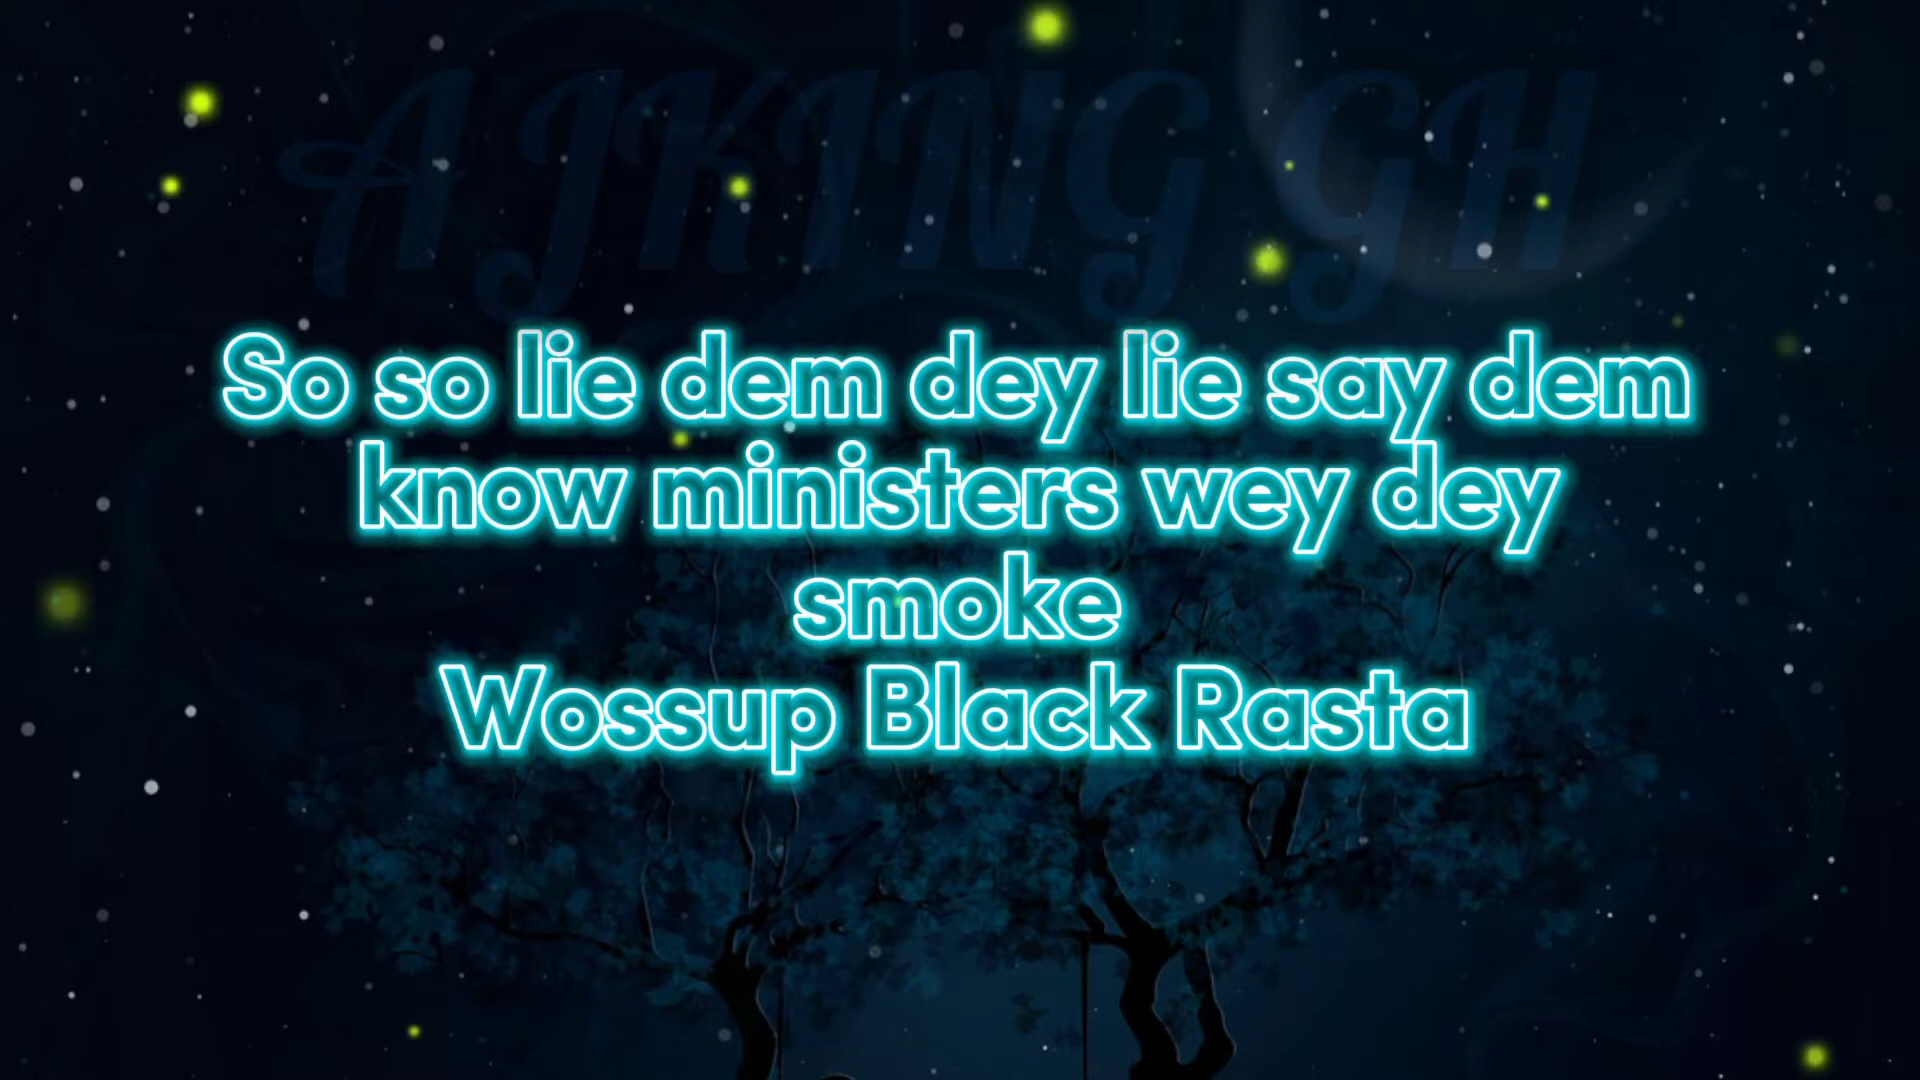 AJKING GH
So so lie dem dey lie say dem
know ministers wey dey
smoke
Wossup Black Rasta